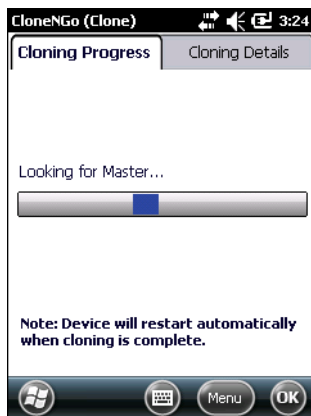 CloneNGo (Clone) 3:24
Cloning Progress Cloning Details
Looking for Master...
Note: Device will restart automatically
when cloning is complete.
Menu OK